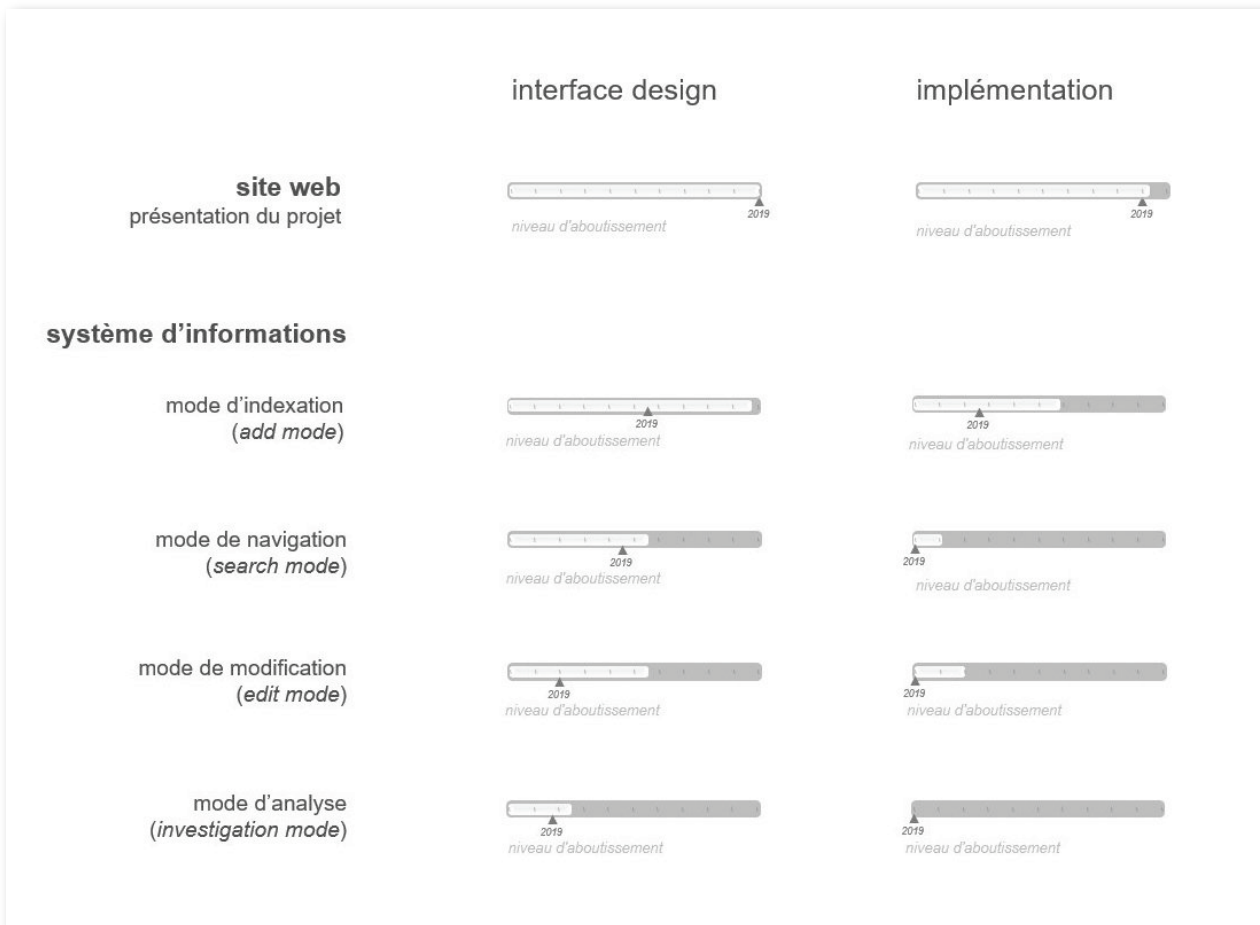 interface design
implémentation
site web
présentation du projet
2019
niveau d'aboutissement
2019
niveau d'aboutissement
système d'informations
mode d'indexation
(add mode)
2019
niveau d'aboutissement
2019
niveau d'aboutissement
mode de navigation
(search mode)
2019
niveau d'aboutissement
2019
niveau d'aboutissement
mode de modification
(edit mode)
2019
niveau d'aboutissement
2019
niveau d'aboutissement
mode d'analyse
(investigation mode)
2019
niveau d'aboutissement
2019
niveau d'aboutissement